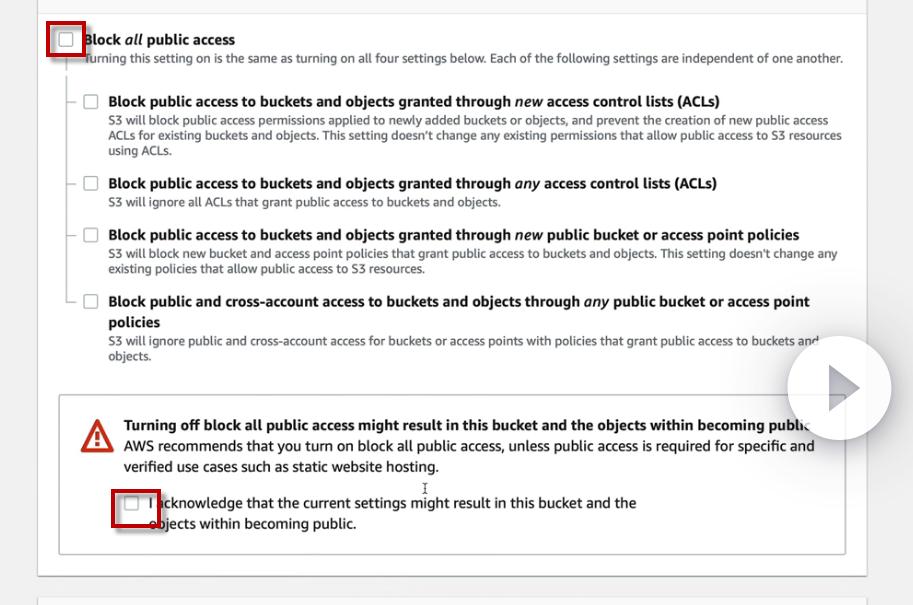 Block all public access
Turning this setting on is the same as turning on all four settings below. Each of the following settings are independent of one another.
Block public access to buckets and objects granted through new access control lists (ACLs)
S3 will block public access permissions applied to newly added buckets or objects, and prevent the creation of new public access
ACLs for existing buckets and objects. This setting doesn't change any existing permissions that allow public access to S3 resources
using ACLs.
Block public access to buckets and objects granted through any access control lists (ACLs)
S3 will ignore all ACLs that grant public access to buckets and objects.
Block public access to buckets and objects granted through new public bucket or access point policies
S3 will block new bucket and access point policies that grant public access to buckets and objects. This setting doesn't change any
existing policies that allow public access to S3 resources.
Block public and cross-account access to buckets and objects through any public bucket or access point
policies
S3 will ignore public and cross-account access for buckets or access points with policies that grant public access to buckets and
objects.
Turning off block all public access might result in this bucket and the objects within becoming public
AWS recommends that you turn on block all public access, unless public access is required for specific and
verified use cases such as static website hosting.
I acknowledge that the current settings might result in this bucket and the
objects within becoming public.